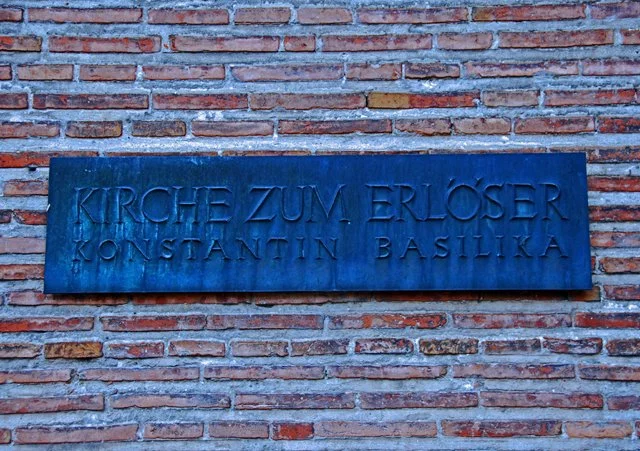 KIRCHE ZUM ERLÖSER
KONSTANTIN BASILIKA